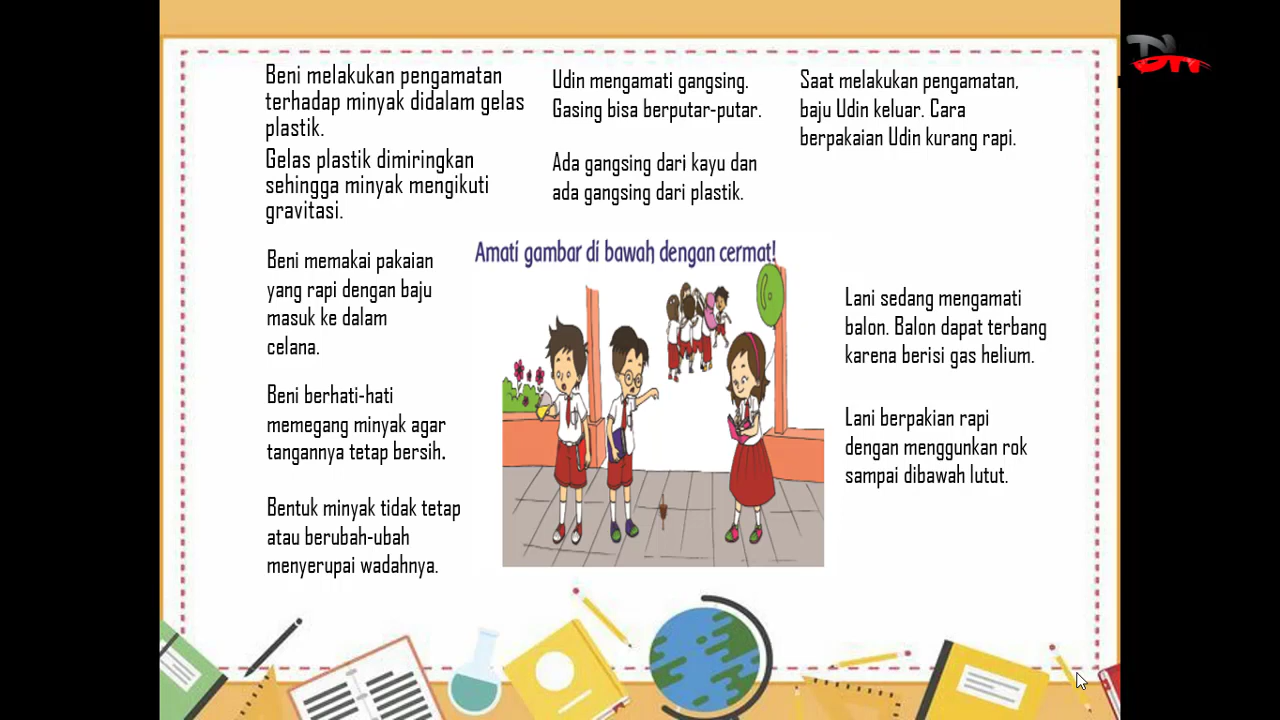 Beni melakukan pengamatan
terhadap minyak didalam gelas
plastik.
Gelas plastik dimiringkan
sehingga minyak mengikuti
gravitasi.
Udin mengamati gangsing.
Gasing bisa berputar-putar.
Ada gangsing dari kayu dan
ada gangsing dari plastik.
Saat melakukan pengamatan,
baju Udin keluar. Cara
berpakaian Udin kurang rapi.
Amati gambar di bawah dengan cermat!
Beni memakai pakaian
yang rapi dengan baju
masuk ke dalam
celana.
Beni berhati-hati
memegang minyak agar
tangannya tetap bersih.
Bentuk minyak tidak tetap
atau berubah-ubah
menyerupai wadahnya.
Lani sedang mengamati
balon. Balon dapat terbang
karena berisi gas helium.
Lani berpakian rapi
dengan menggunkan rok
sampai dibawah lutut.